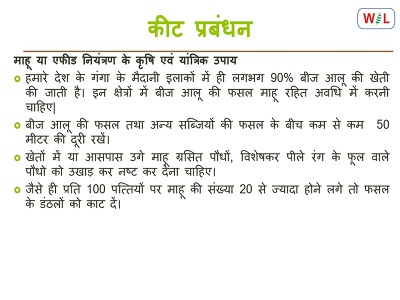 कीट प्रबंधन
WIL
माहू या एफीड नियंत्रण के कृषि एवं यांत्रिक उपाय
हमारे देश के गंगा के मैदानी इलाकों में ही लगभग 90% बीज आलू की खेती
की जाती है। इन क्षेत्रों में बीज आलू की फसल माहू रहित अवधि में करनी
चाहिए|
बीज आलू की फसल तथा अन्य सब्जियों की फसल के बीच कम से कम 50
मीटर की दूरी रखें।
खेतों में या आसपास उगे माहू ग्रसित पौधों, विशेषकर पीले रंग के फूल वाले
पौधो को उखाड़ कर नष्ट कर देना चाहिए।
जैसे ही प्रति 100 पत्तियों पर माहू की संख्या 20 से ज्यादा होने लगे तो फसल
के डंठलों को काट दें।